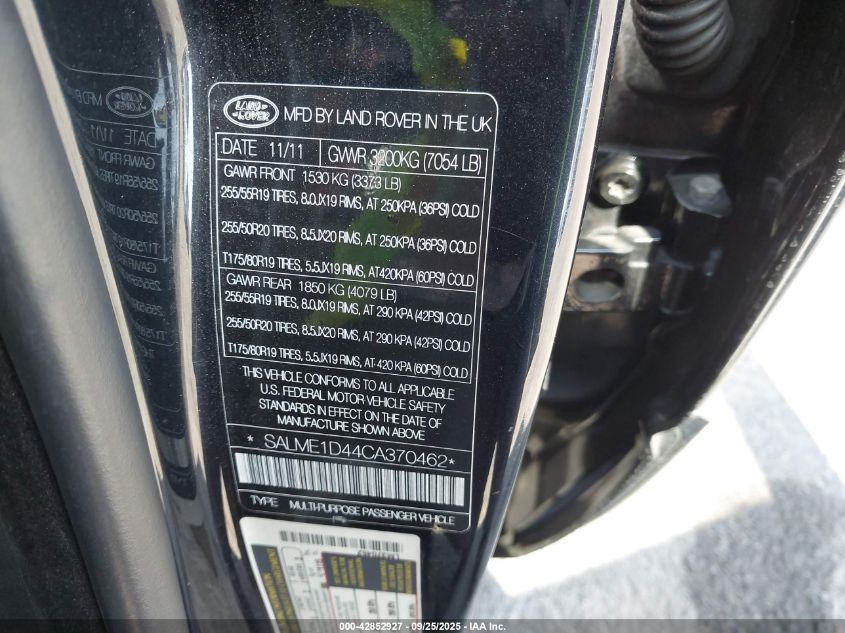 LAND ROVER
MFD BY LAND ROVER IN THE UK
DATE 11/11 GVWR 3200KG (7054 LB)
GAWR FRONT 1530 KG (3373 LB)
255/55R19 TIRES, 8.0JX19 RIMS, AT 250KPA (36PSI) COLD
255/50R20 TIRES, 8.5JX20 RIMS, AT 250KPA (36PSI) COLD
T175/80R19 TIRES, 5.5JX19 RIMS, AT420KPA (60PSI) COLD
GAWR REAR 1850 KG (4079 LB)
255/55R19 TIRES, 8.0JX19 RIMS, AT 290 KPA (42PSI) COLD
255/50R20 TIRES, 8.5JX20 RIMS, AT 290 KPA (42PSI) COLD
T175/80R19 TIRES, 5.5JX19 RIMS, AT 420 KPA (60PSI) COLD
THIS VEHICLE CONFORMS TO ALL APPLICABLE
U.S. FEDERAL MOTOR VEHICLE SAFETY
STANDARDS IN EFFECT ON THE DATE OF
MANUFACTURE SHOWN ABOVE
* SALME1D44CA370462*
TYPE MULTI-PURPOSE PASSENGER VEHICLE
000-42852927 - 09/25/2025 - IAA Inc.